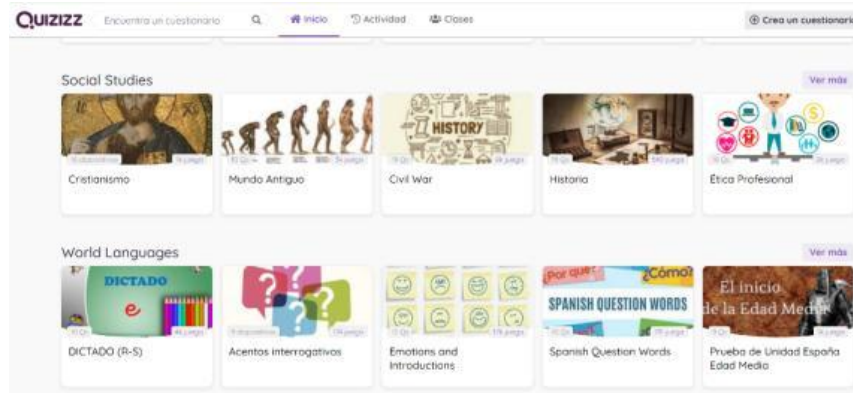 QUIZIZZ
Encuentra un cuestionario
Inicio
Actividad
Clases
Crea un cuestionario
Social Studies
Ver más
HISTORY
Cristianismo
Mundo Antiguo
Civil War
Historia
Ética Profesional
World Languages
Ver más
DICTADO
e
¿Por qué?
¿Cómo?
SPANISH QUESTION WORDS
El inicio
de la Edad Media
DICTADO (R-S)
Acentos interrogativos
Emotions and
Introductions
Spanish Question Words
Prueba de Unidad España
Edad Media